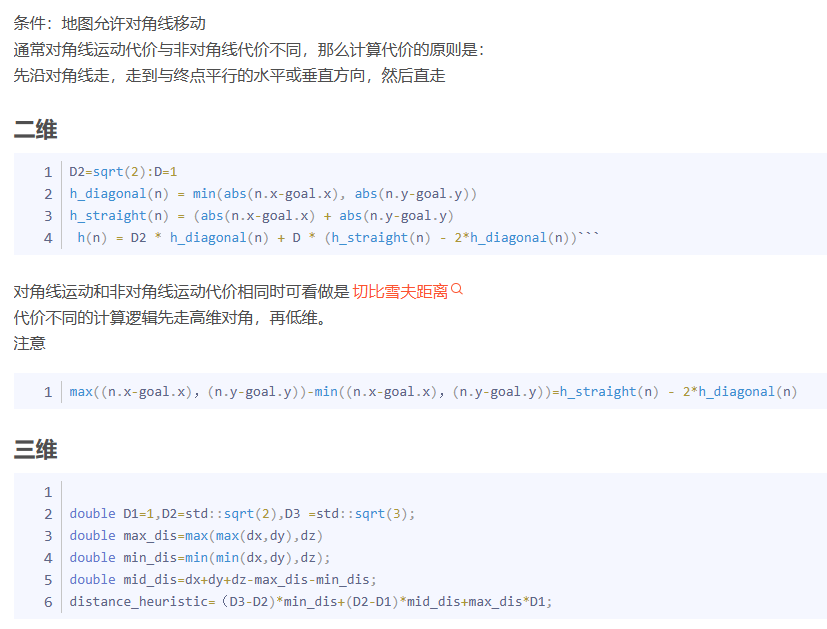 条件：地图允许对角线移动
通常对角线运动代价与非对角线代价不同，那么计算代价的原则是：
先沿对角线走，走到与终点平行的水平或垂直方向，然后直走
二维
1 D2=sqrt(2):D=1
2 h_diagonal(n) = min(abs(n.x-goal.x), abs(n.y-goal.y))
3 h_straight(n) = (abs(n.x-goal.x) + abs(n.y-goal.y)
4 h(n) = D2 * h_diagonal(n) + D * (h_straight(n) - 2*h_diagonal(n))```
对角线运动和非对角线运动代价相同时可看做是 切比雪夫距离
代价不同的计算逻辑先走高维对角，再低维。
注意
1 max((n.x-goal.x), (n.y-goal.y))-min((n.x-goal.x), (n.y-goal.y))=h_straight(n) - 2*h_diagonal(n)
三维
1
2 double D1=1,D2=std::sqrt(2),D3 =std::sqrt(3);
3 double max_dis=max(max(dx,dy),dz)
4 double min_dis=min(min(dx,dy),dz);
5 double mid_dis=dx+dy+dz-max_dis-min_dis;
6 distance_heuristic=（D3-D2)*min_dis+(D2-D1)*mid_dis+max_dis*D1;